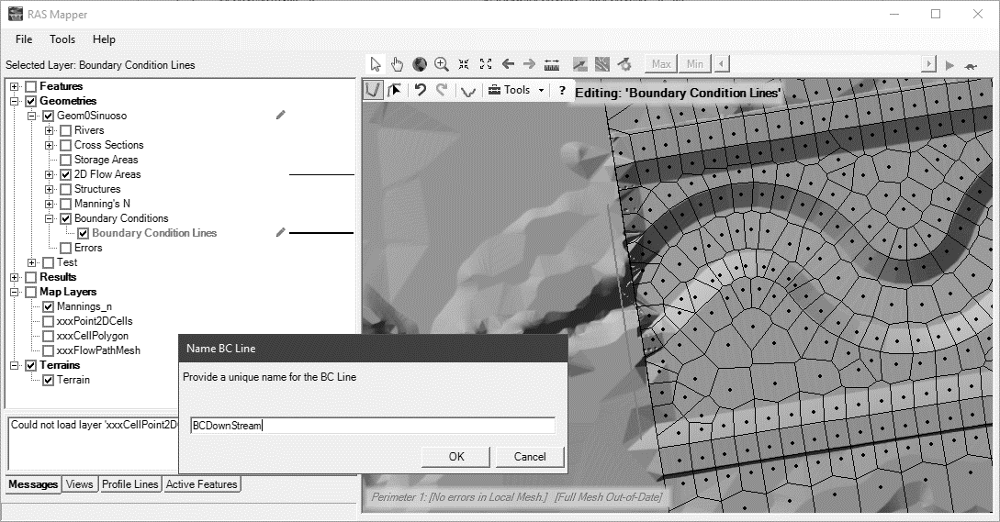 RAS Mapper
File Tools Help
Selected Layer: Boundary Condition Lines
Max Min
Features
Geometries
Geom0Sinuoso
Rivers
Cross Sections
Storage Areas
2D Flow Areas
Structures
Manning's N
Boundary Conditions
Boundary Condition Lines
Errors
Test
Results
Map Layers
Mannings_n
xxxPoint2DCells
xxxCellPolygon
xxxFlowPathMesh
Terrains
Terrain
Tools ? Editing: 'Boundary Condition Lines'
Name BC Line
Provide a unique name for the BC Line
BCDownStream
OK Cancel
Could not load layer 'xxxCellPoint2D
Messages Views Profile Lines Active Features
Perimeter 1: [No errors in Local Mesh.] [Full Mesh Out-of-Date]